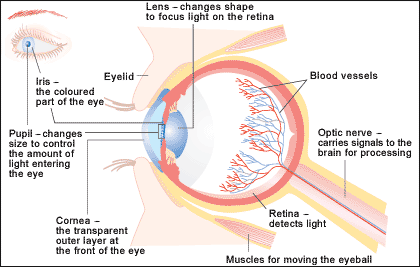 Lens – changes shape
to focus light on the retina
Iris –
the coloured
part of the eye
Eyelid
Blood vessels
Pupil – changes
size to control
the amount of
light entering
the eye
Optic nerve –
carries signals to the
brain for processing
Cornea –
the transparent
outer layer at
the front of the eye
Retina –
detects light
Muscles for moving the eyeball